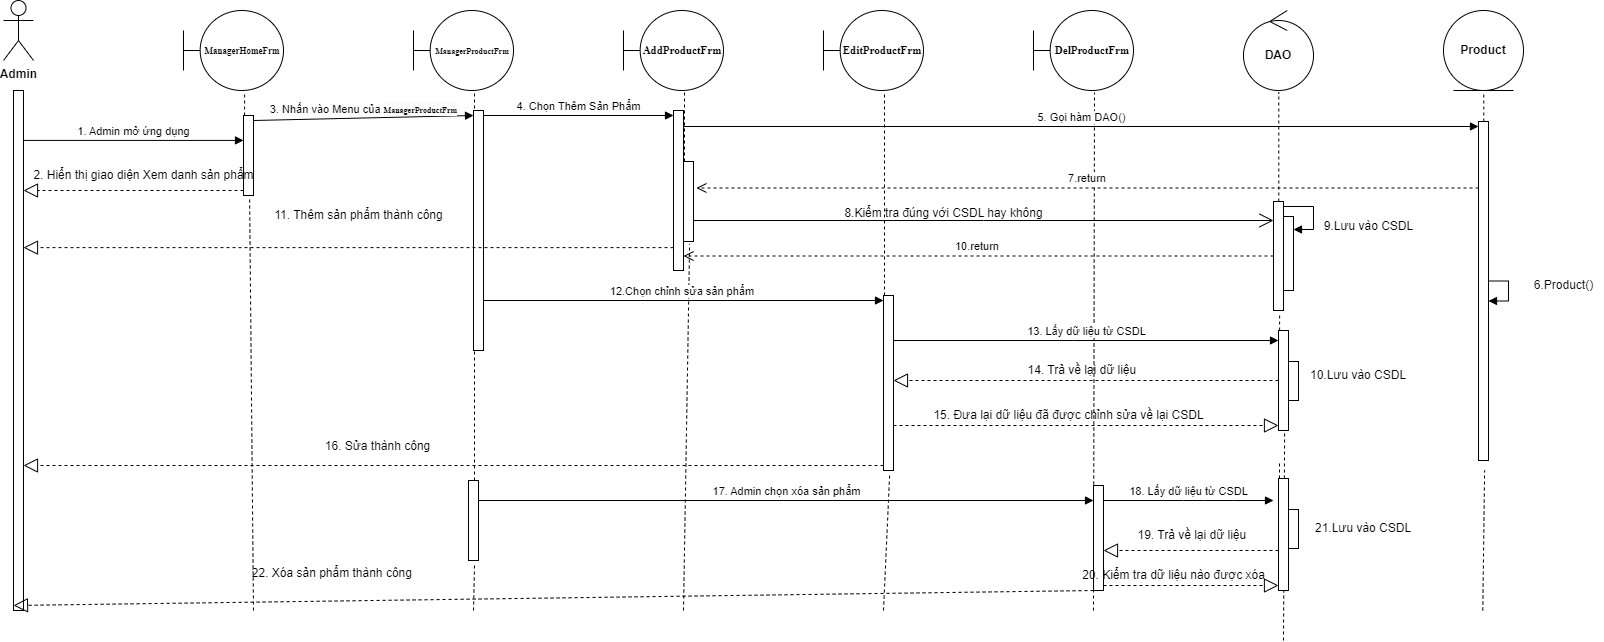 Admin
ManagerHomeFrm
ManagerProductFrm
AddProductFrm
EditProductFrm
DelProductFrm
DAO
Product
3. Nhấn vào Menu của ManagerProductFrm
4. Chọn Thêm Sản Phẩm
5. Gọi hàm DAO()
1. Admin mở ứng dụng
2. Hiển thị giao diện Xem danh sản phẩm
7.return
11. Thêm sản phẩm thành công
8.Kiểm tra đúng với CSDL hay không
9.Lưu vào CSDL
10.return
6.Product()
12.Chọn chỉnh sửa sản phẩm
13. Lấy dữ liệu từ CSDL
14. Trả về lại dữ liệu
10.Lưu vào CSDL
15. Đưa lại dữ liệu đã được chỉnh sửa về lại CSDL
16. Sửa thành công
17. Admin chọn xóa sản phẩm
18. Lấy dữ liệu từ CSDL
21.Lưu vào CSDL
19. Trả về lại dữ liệu
22. Xóa sản phẩm thành công
20. Kiểm tra dữ liệu nào được xóa